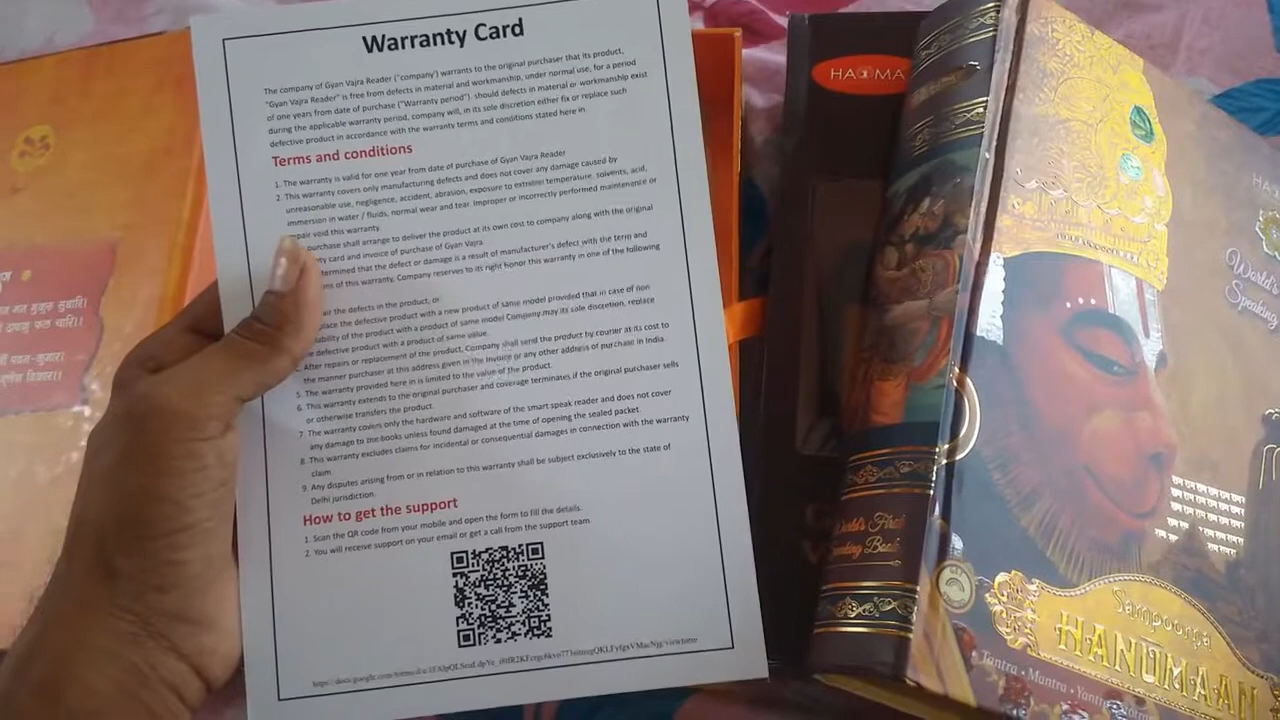 Warranty Card
The company of Gyan Vajra Reader ("company') warrants to the original purchaser that its product,
"Gyan Vajra Reader" is free from defects in material and workmanship, under normal use, for a period
of one years from date of purchase ("Warranty period"). should defects in material or workmanship exist
during the applicable warranty period, company will, in its sole discretion either fix or replace such
defective product in accordance with the warranty terms and conditions stated here in.
Terms and conditions
1. The warranty is valid for one year from date of purchase of Gyan Vajra Reader
2. This warranty covers only manufacturing defects and does not cover any damage caused by
unreasonable use, negligence, accident, abrasion, exposure to extreme temperature, solvents, acid,
immersion in water / fluids, normal wear and tear. Improper or incorrectly performed maintenence or
pair void this warranty.
purchase shall arrange to deliver the product at its own cost to company along with the original
ty card and invoice of purchase of Gyan Vajra
termined that the defect or damage is a result of manufacturer's defect with the term and
ns of this warranty, Company reserves to its right honor this warranty in one of the following
air the defects in the product, or
lace the defective product with a new product of same model provided that in case of non
lability of the product with a product of same model Company may its sole discretion, replace
e defective product with a product of same value.
After repairs or replacement of the product, Company shall send the product by courier at its cost to
the manner purchaser at this address given in the invoice or any other address of purchase in India.
5. The warranty provided here in is limited to the value of the product.
6. This warranty extends to the original purchaser and coverage terminates if the original purchaser sells
or otherwise transfers the product.
7. The warranty covers only the hardware and software of the smart speak reader and does not cover
any damage to the books unless found damaged at the time of opening the sealed packet.
8. This warranty excludes claims for incidental or consequential damages in connection with the warranty
claim.
9. Any disputes arising from or in relation to this warranty shall be subject exclusively to the state of
Delhi jurisdiction.
How to get the support
1. Scan the QR code from your mobile and open the form to fill the details.
2. You will receive support on your email or get a call from the support team.
HAOMA
World's First
Speaking Book
World's
Speaking
राम राम राम राम राम राम
राम राम राम राम राम राम
राम राम राम राम राम राम
राम राम राम राम राम
राम राम राम
Sampoorna
HANUMAAN
Tantra • Mantra • Yantra
मन मुकुरु सुधारि।
फल चारि।।
पवन-कुमार।
बिकार।।